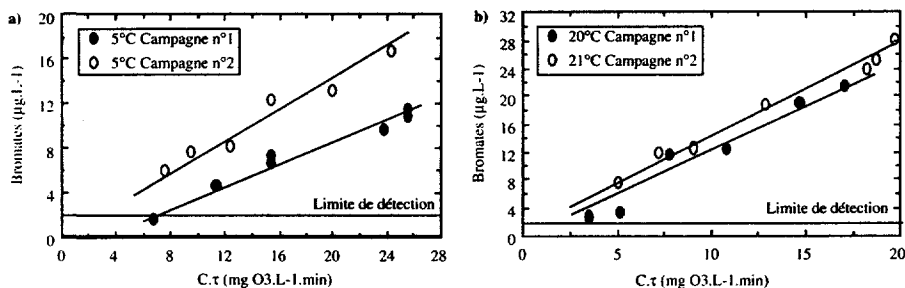 a)
5°C Campagne n°1
5°C Campagne n°2
Bromates (µg.L-1)
20
16
12
8
4
0
Limite de détection
0 4 8 12 16 20 24 28
C.τ (mg O3.L-1.min)
b)
20°C Campagne n°1
21°C Campagne n°2
Bromates (µg.L-1)
32
28
24
20
16
12
8
4
0
Limite de détection
0 5 10 15 20
C.τ (mg O3.L-1.min)